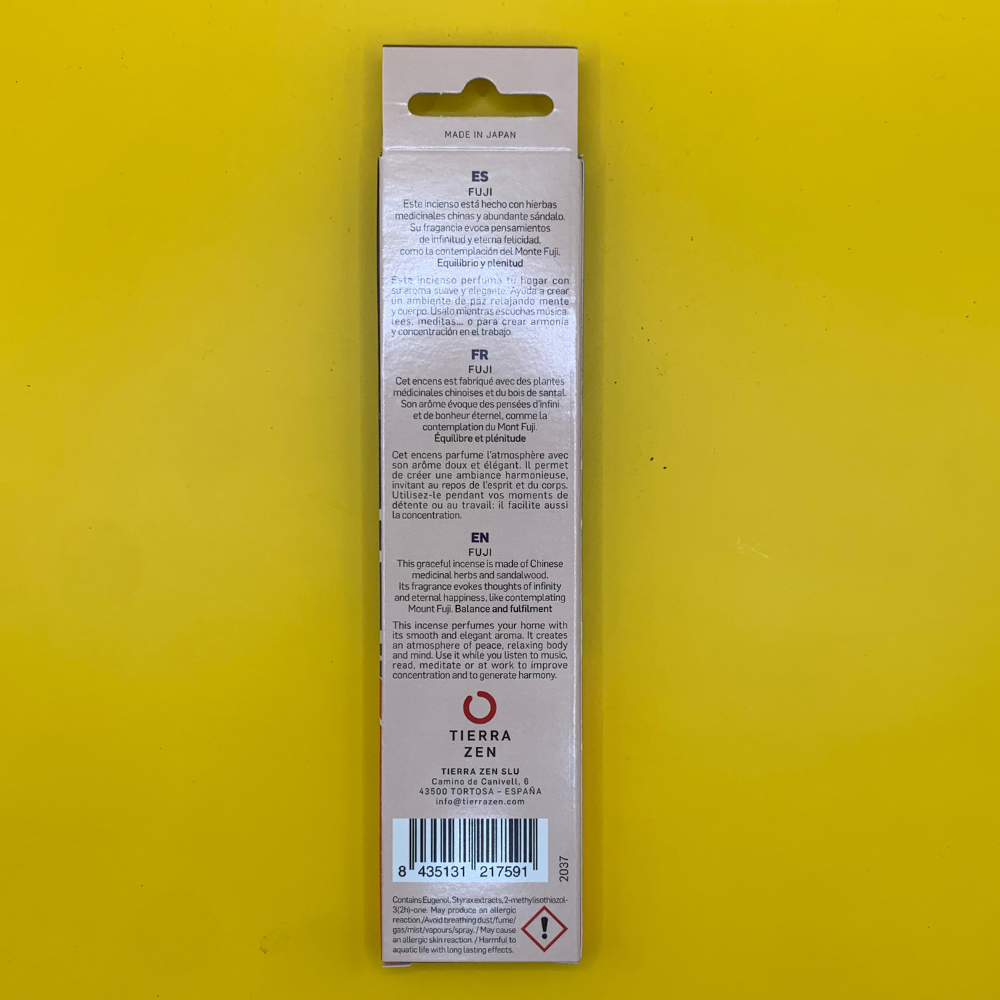 MADE IN JAPAN
ES
FUJI
Este incienso está hecho con hierbas
medicinales chinas y abundante sándalo.
Su fragancia evoca pensamientos
de infinitud y eterna felicidad,
como la contemplación del Monte Fuji.
Equilibrio y plenitud
Este incienso perfuma tu hogar con
su aroma suave y elegante. Ayuda a crear
un ambiente de paz relajando mente
y cuerpo. Úsalo mientras escuchas música,
lees, meditas... o para crear armonía
y concentración en el trabajo.
FR
FUJI
Cet encens est fabriqué avec des plantes
médicinales chinoises et du bois de santal.
Son arôme évoque des pensées d'infini
et de bonheur éternel, comme la
contemplation du Mont Fuji.
Équilibre et plénitude
Cet encens parfume l'atmosphère avec
son arôme doux et élégant. Il permet
de créer une ambiance harmonieuse,
invitant au repos de l'esprit et du corps.
Utilisez-le pendant vos moments de
détente ou au travail: il facilite aussi
la concentration.
EN
FUJI
This graceful incense is made of Chinese
medicinal herbs and sandalwood.
Its fragrance evokes thoughts of infinity
and eternal happiness, like contemplating
Mount Fuji. Balance and fulfilment
This incense perfumes your home with
its smooth and elegant aroma. It creates
an atmosphere of peace, relaxing body
and mind. Use it while you listen to music,
read, meditate or at work to improve
concentration and to generate harmony.
TIERRA
ZEN
TIERRA ZEN SLU
Camino de Canivell, 6
43500 TORTOSA – ESPAÑA
info@tierrazen.com
8 435131 217591
2037
Contains Eugenol, Styrax extracts, 2-methylisothiazol-
3(2h)-one. May produce an allergic
reaction./Avoid breathing dust/fume/
gas/mist/vapours/spray. / May cause
an allergic skin reaction. / Harmful to
aquatic life with long lasting effects.